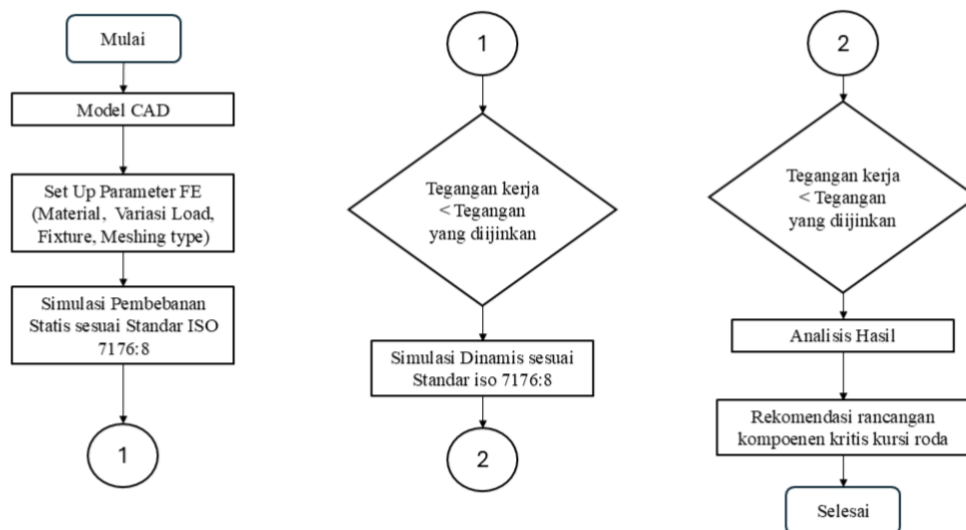 Mulai
Model CAD
Set Up Parameter FE
(Material, Variasi Load,
Fixture, Meshing type)
Simulasi Pembebanan
Statis sesuai Standar ISO
7176:8
1
1
Tegangan kerja
< Tegangan
yang diijinkan
Simulasi Dinamis sesuai
Standar iso 7176:8
2
2
Tegangan kerja
< Tegangan
yang diijinkan
Analisis Hasil
Rekomendasi rancangan
kompoenen kritis kursi roda
Selesai